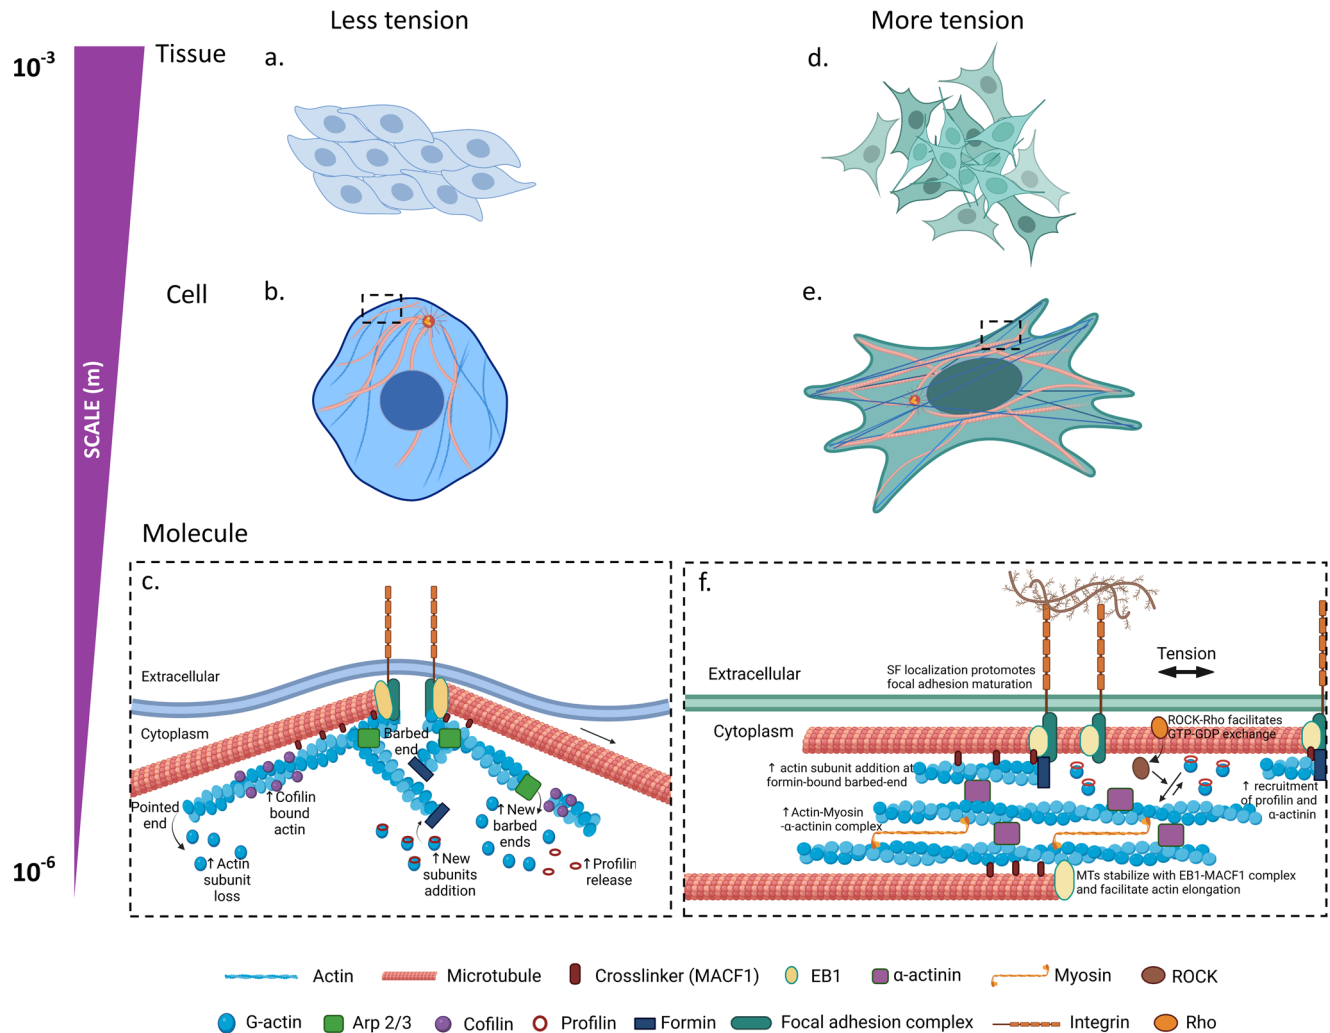 Less tension
More tension
10-3
Tissue
a.
d.
Cell
b.
e.
SCALE (m)
Molecule
c.
Extracellular
Cytoplasm
Barbed
end
Pointed
end
↑ Cofilin
bound
actin
↑ Actin
subunit
loss
↑ New
subunits
addition
↑ New
barbed
ends
↑ Profilin
release
f.
Extracellular
SF localization protomotes
focal adhesion maturation
Tension
Cytoplasm
ROCK-Rho facilitates
GTP-GDP exchange
↑ actin subunit addition at
formin-bound barbed-end
↑ Actin-Myosin
-α-actinin complex
↑ recruitment
of profilin and
α-actinin
MTs stabilize with EB1-MACF1 complex
and facilitate actin elongation
10-6
Actin
Microtubule
Crosslinker (MACF1)
EB1
α-actinin
Myosin
ROCK
G-actin
Arp 2/3
Cofilin
Profilin
Formin
Focal adhesion complex
Integrin
Rho